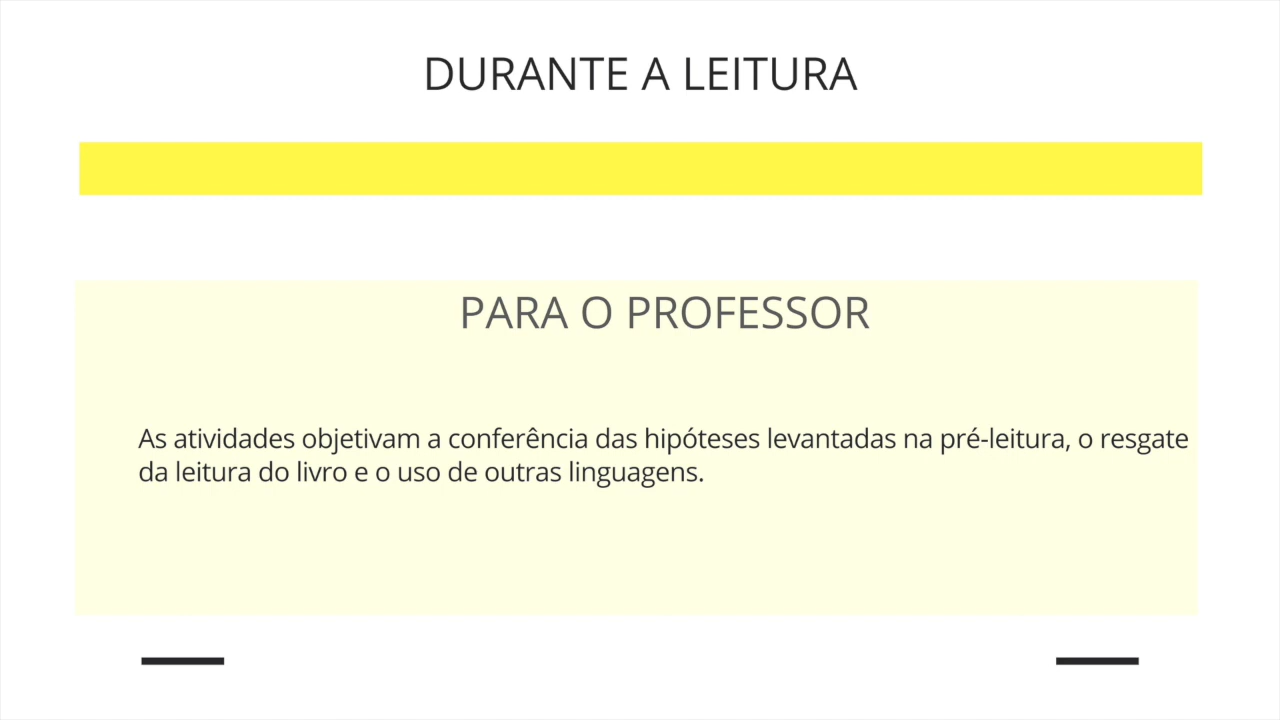 DURANTE A LEITURA
PARA O PROFESSOR
As atividades objetivam a conferência das hipóteses levantadas na pré-leitura, o resgate
da leitura do livro e o uso de outras linguagens.